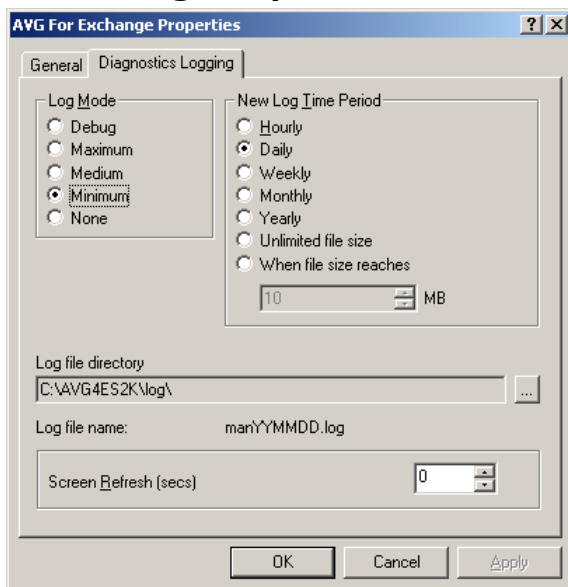 AVG For Exchange Properties
General Diagnostics Logging
Log Mode
Debug
Maximum
Medium
Minimum
None
New Log Time Period
Hourly
Daily
Weekly
Monthly
Yearly
Unlimited file size
When file size reaches
10 MB
Log file directory
C:\AVG4ES2K\log\
...
Log file name: manYYMMDD.log
Screen Refresh (secs) 0
OK Cancel Apply